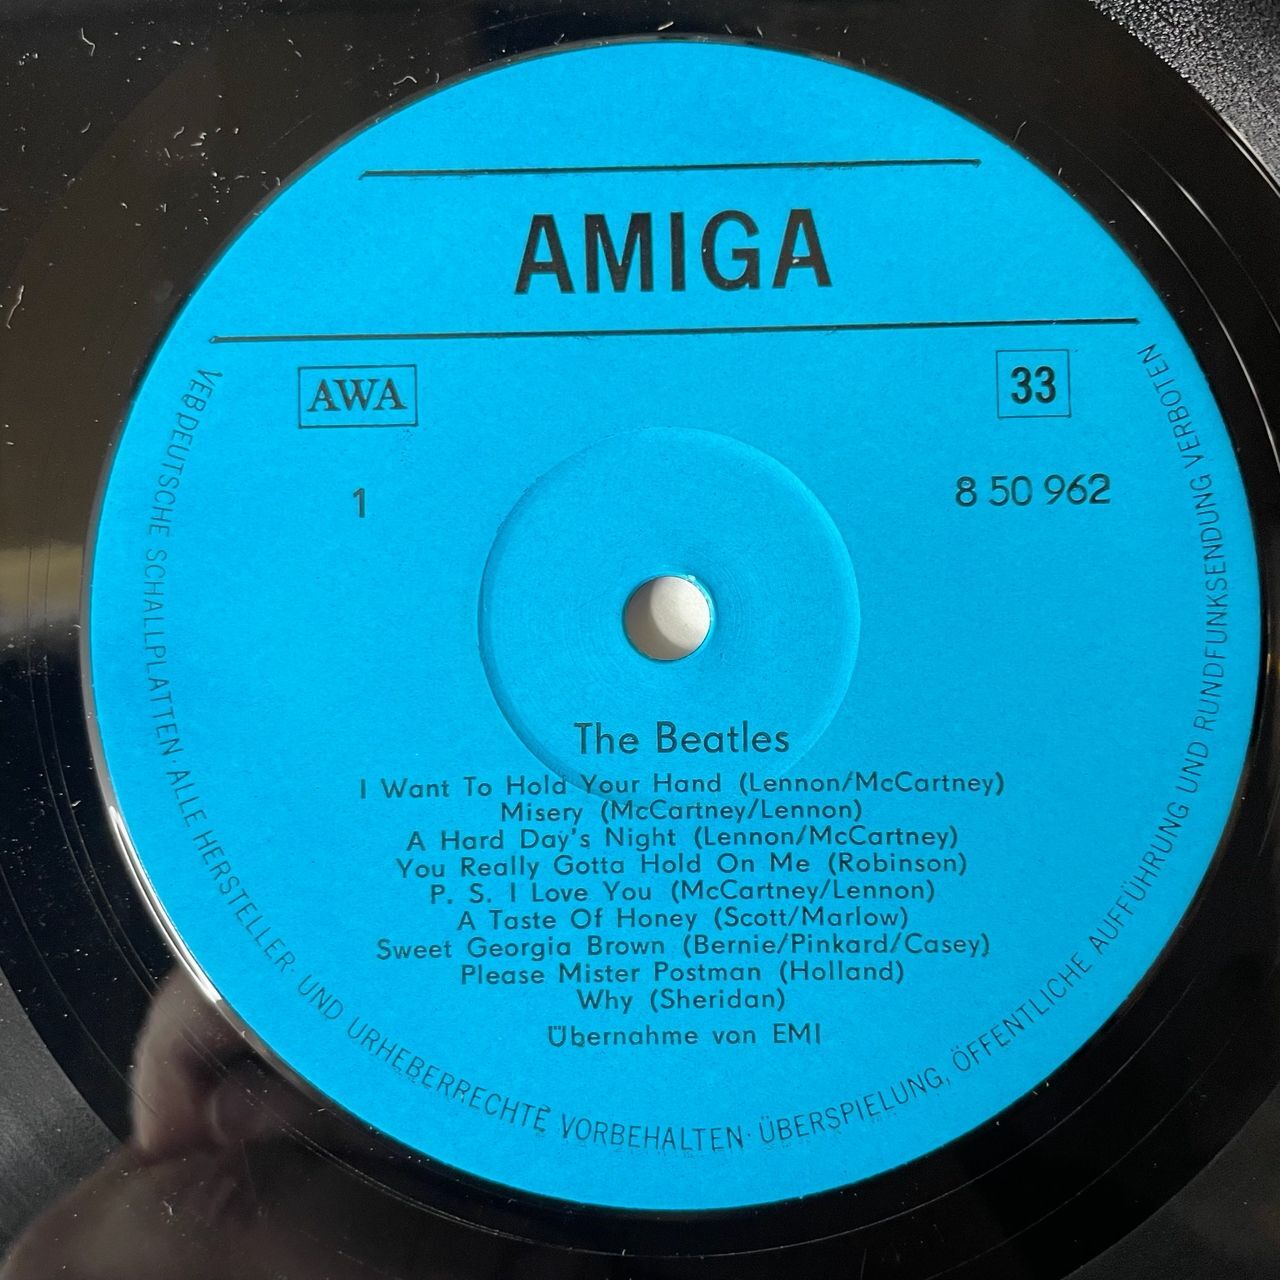 AMIGA
AWA
33
1
8 50 962
The Beatles
I Want To Hold Your Hand (Lennon/McCartney)
Misery (McCartney/Lennon)
A Hard Day's Night (Lennon/McCartney)
You Really Gotta Hold On Me (Robinson)
P. S. I Love You (McCartney/Lennon)
A Taste Of Honey (Scott/Marlow)
Sweet Georgia Brown (Bernie/Pinkard/Casey)
Please Mister Postman (Holland)
Why (Sheridan)
Übernahme von EMI
VEB DEUTSCHE SCHALLPLATTEN · ALLE HERSTELLER- UND URHEBERRECHTE VORBEHALTEN · ÜBERSPIELUNG, ÖFFENTLICHE AUFFÜHRUNG UND RUNDFUNKSENDUNG VERBOTEN